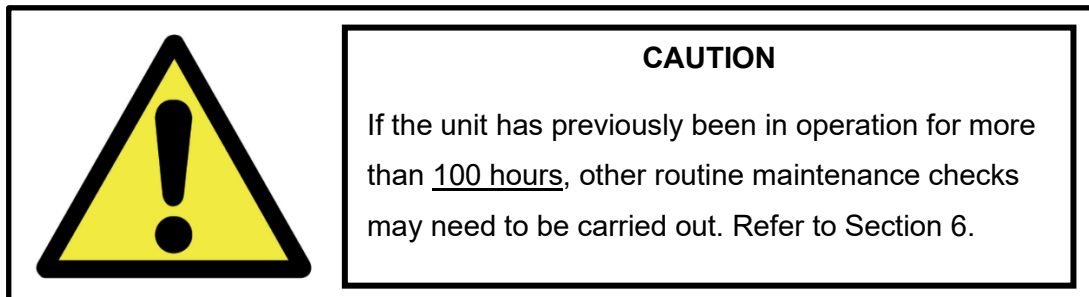 CAUTION
If the unit has previously been in operation for more
than 100 hours, other routine maintenance checks
may need to be carried out. Refer to Section 6.